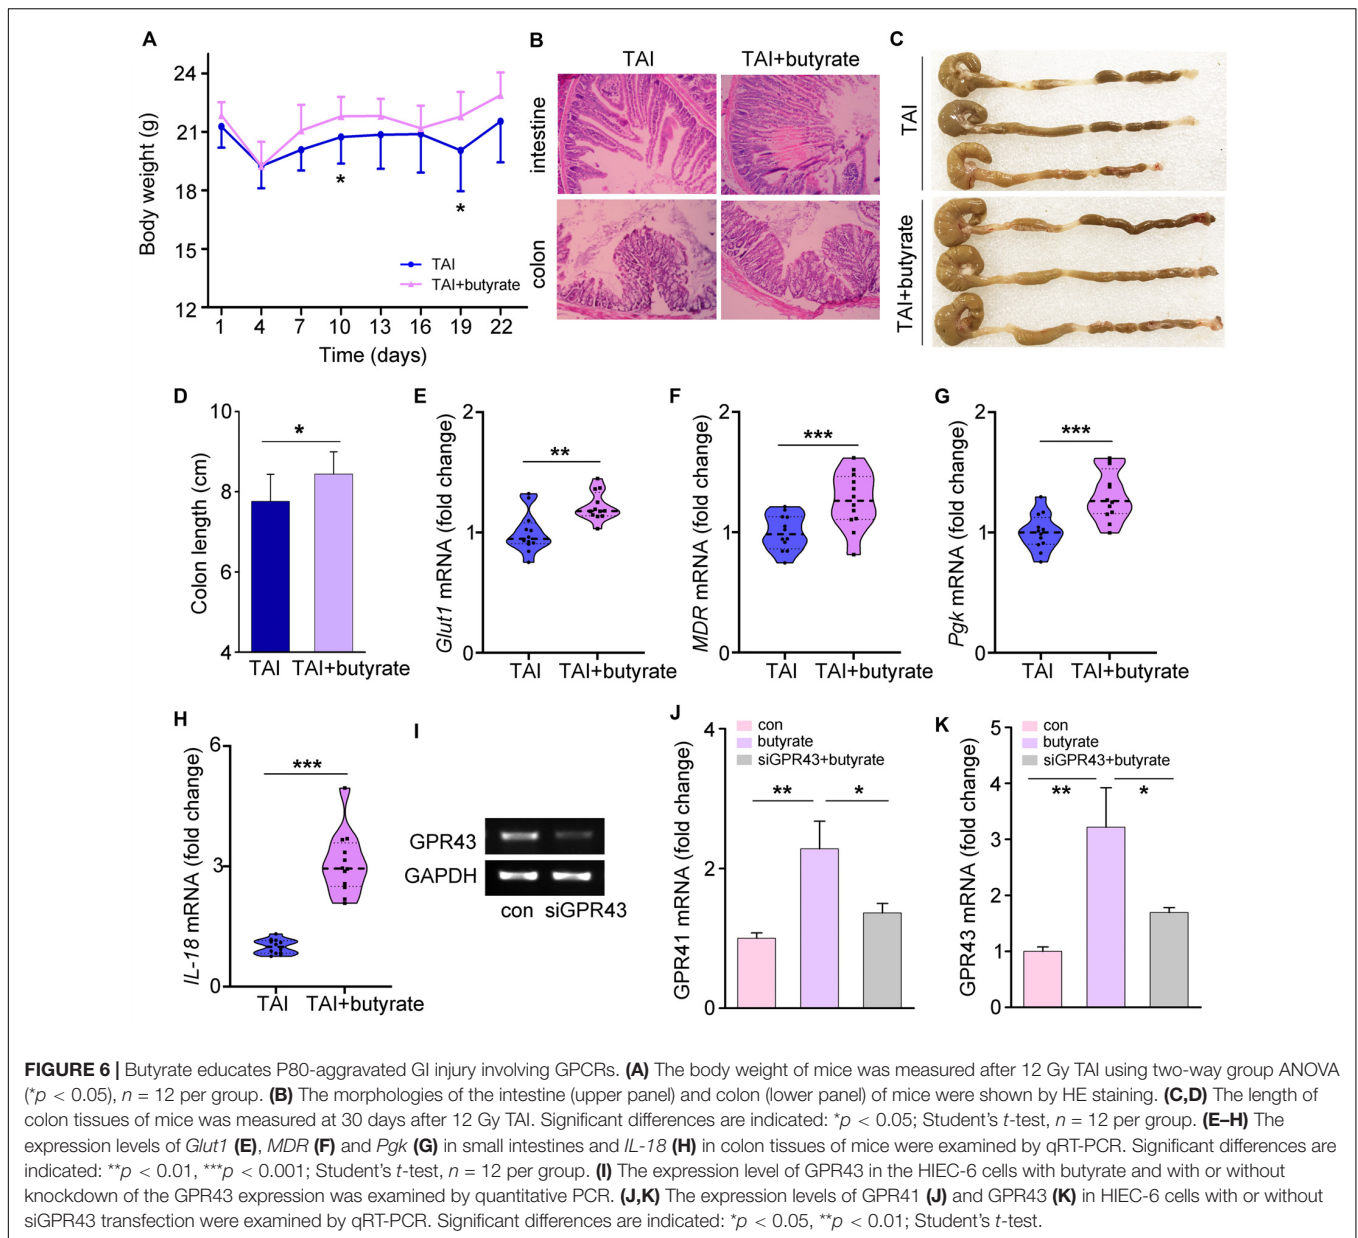 A
Body weight (g)
24
21
18
15
12
*
*
TAI
TAI+butyrate
1 4 7 10 13 16 19 22
Time (days)
B
TAI TAI+butyrate
intestine
colon
C
TAI
TAI+butyrate
D
Colon length (cm)
10
8
6
4
*
TAI TAI+butyrate
E
Glut1 mRNA (fold change)
2
1
0
**
TAI TAI+butyrate
F
MDR mRNA (fold change)
2
1
0
***
TAI TAI+butyrate
G
Pgk mRNA (fold change)
2
1
0
***
TAI TAI+butyrate
H
IL-18 mRNA (fold change)
6
3
0
***
TAI TAI+butyrate
I
GPR43
GAPDH
con siGPR43
J
con
butyrate
siGPR43+butyrate
GPR41 mRNA (fold change)
4
2
0
** *
K
con
butyrate
siGPR43+butyrate
GPR43 mRNA (fold change)
5
4
3
2
1
0
** *
FIGURE 6 | Butyrate educates P80-aggravated GI injury involving GPCRs. (A) The body weight of mice was measured after 12 Gy TAI using two-way group ANOVA
(*p < 0.05), n = 12 per group. (B) The morphologies of the intestine (upper panel) and colon (lower panel) of mice were shown by HE staining. (C,D) The length of
colon tissues of mice was measured at 30 days after 12 Gy TAI. Significant differences are indicated: *p < 0.05; Student's t-test, n = 12 per group. (E–H) The
expression levels of Glut1 (E), MDR (F) and Pgk (G) in small intestines and IL-18 (H) in colon tissues of mice were examined by qRT-PCR. Significant differences are
indicated: **p < 0.01, ***p < 0.001; Student's t-test, n = 12 per group. (I) The expression level of GPR43 in the HIEC-6 cells with butyrate and with or without
knockdown of the GPR43 expression was examined by quantitative PCR. (J,K) The expression levels of GPR41 (J) and GPR43 (K) in HIEC-6 cells with or without
siGPR43 transfection were examined by qRT-PCR. Significant differences are indicated: *p < 0.05, **p < 0.01; Student's t-test.